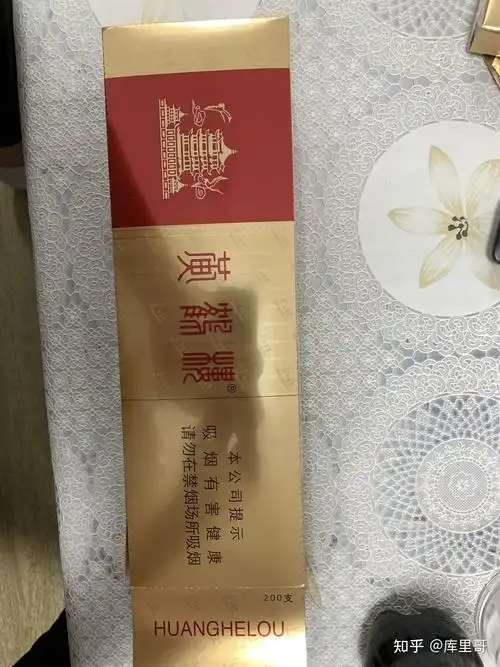 黄鹤楼®
本公司提示
吸烟有害健康
请勿在禁烟场所吸烟
200支
HUANGHELOU
知乎 @库里哥